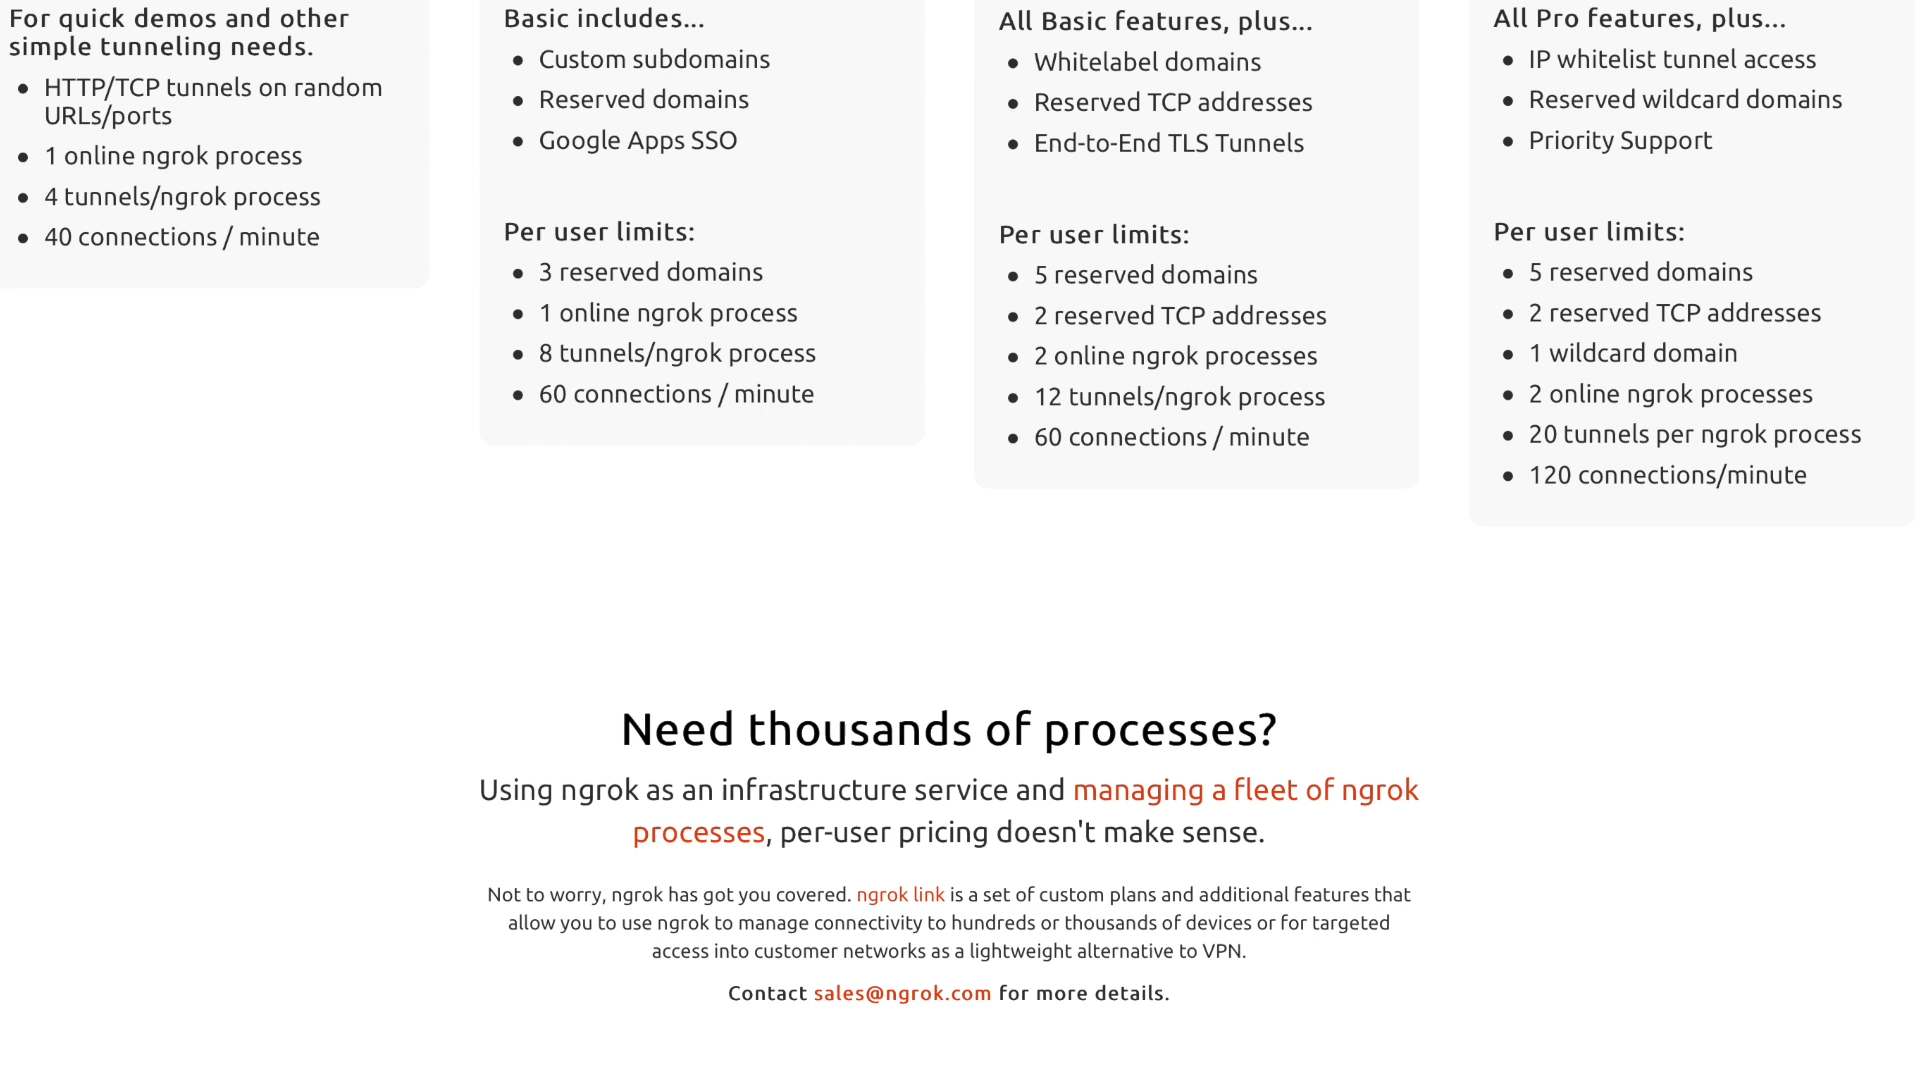 For quick demos and other
simple tunneling needs.
HTTP/TCP tunnels on random
URLs/ports
1 online ngrok process
4 tunnels/ngrok process
40 connections / minute
Basic includes...
Custom subdomains
Reserved domains
Google Apps SSO
Per user limits:
3 reserved domains
1 online ngrok process
8 tunnels/ngrok process
60 connections / minute
All Basic features, plus...
Whitelabel domains
Reserved TCP addresses
End-to-End TLS Tunnels
Per user limits:
5 reserved domains
2 reserved TCP addresses
2 online ngrok processes
12 tunnels/ngrok process
60 connections / minute
All Pro features, plus...
IP whitelist tunnel access
Reserved wildcard domains
Priority Support
Per user limits:
5 reserved domains
2 reserved TCP addresses
1 wildcard domain
2 online ngrok processes
20 tunnels per ngrok process
120 connections/minute
Need thousands of processes?
Using ngrok as an infrastructure service and managing a fleet of ngrok
processes, per-user pricing doesn't make sense.
Not to worry, ngrok has got you covered. ngrok link is a set of custom plans and additional features that
allow you to use ngrok to manage connectivity to hundreds or thousands of devices or for targeted
access into customer networks as a lightweight alternative to VPN.
Contact sales@ngrok.com for more details.